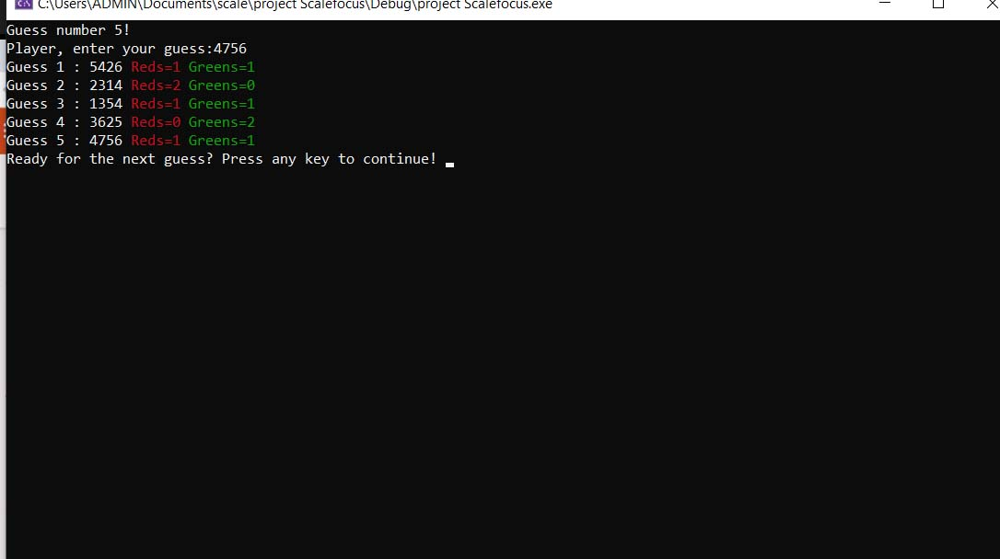 C:\Users\ADMIN\Documents\scale\project Scalefocus\Debug\project Scalefocus.exe
Guess number 5!
Player, enter your guess:4756
Guess 1 : 5426 Reds=1 Greens=1
Guess 2 : 2314 Reds=2 Greens=0
Guess 3 : 1354 Reds=1 Greens=1
Guess 4 : 3625 Reds=0 Greens=2
Guess 5 : 4756 Reds=1 Greens=1
Ready for the next guess? Press any key to continue!